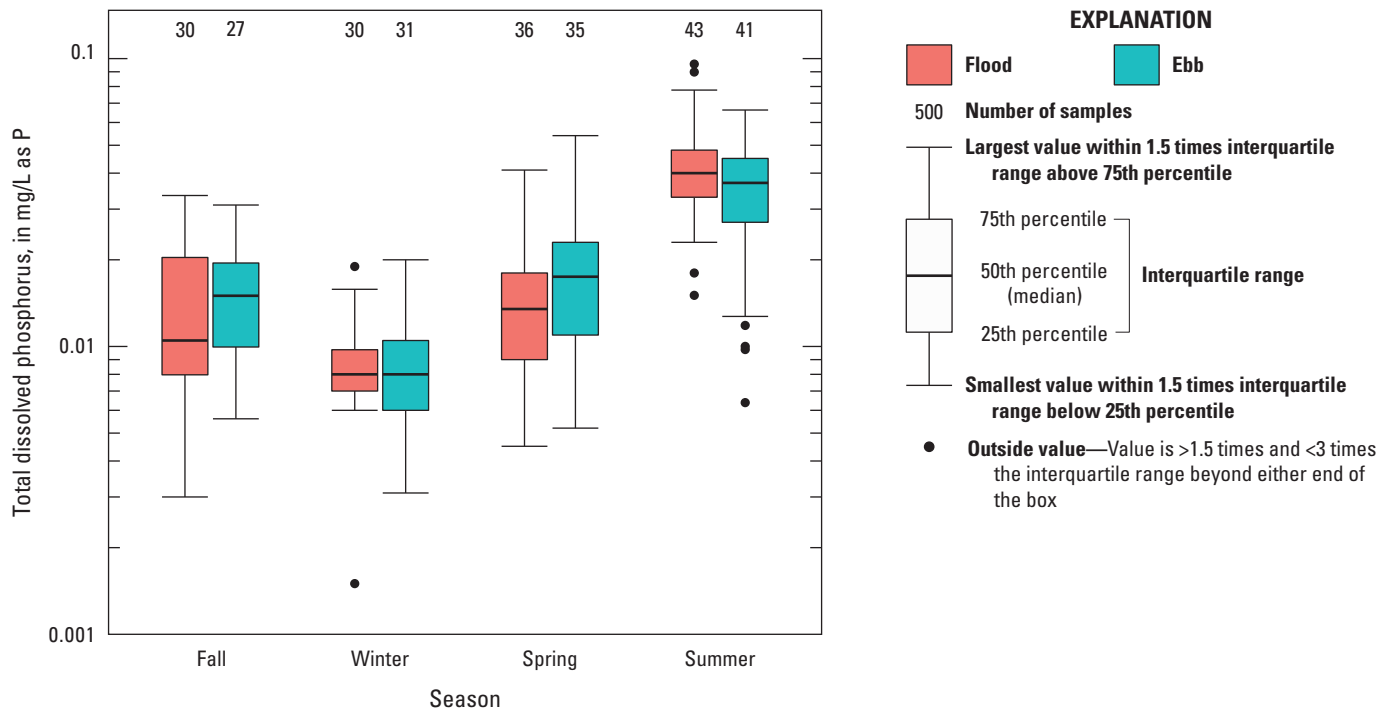 30 27 30 31 36 35 43 41
0.1
0.01
0.001
Total dissolved phosphorus, in mg/L as P
Fall Winter Spring Summer
Season
EXPLANATION
Flood Ebb
500 Number of samples
Largest value within 1.5 times interquartile
range above 75th percentile
75th percentile
50th percentile
(median)
Interquartile range
25th percentile
Smallest value within 1.5 times interquartile
range below 25th percentile
Outside value—Value is >1.5 times and <3 times
the interquartile range beyond either end of
the box